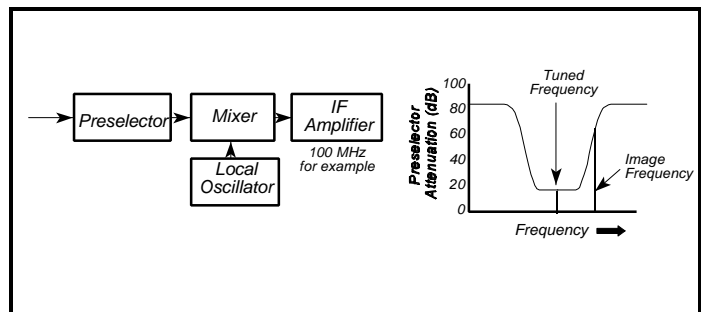 Preselector
Mixer
IF
Amplifier
100 MHz
for example
Local
Oscillator
Preselector
Attenuation (dB)
100
80
60
40
20
0
Tuned
Frequency
Image
Frequency
Frequency